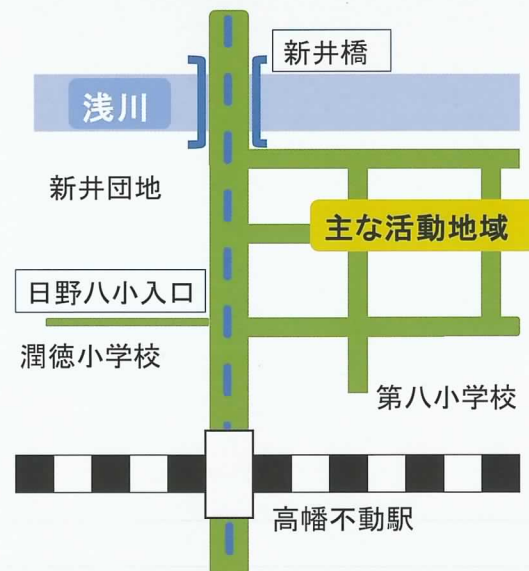 新井橋
浅川
新井団地
主な活動地域
日野八小入口
潤徳小学校
第八小学校
高幡不動駅